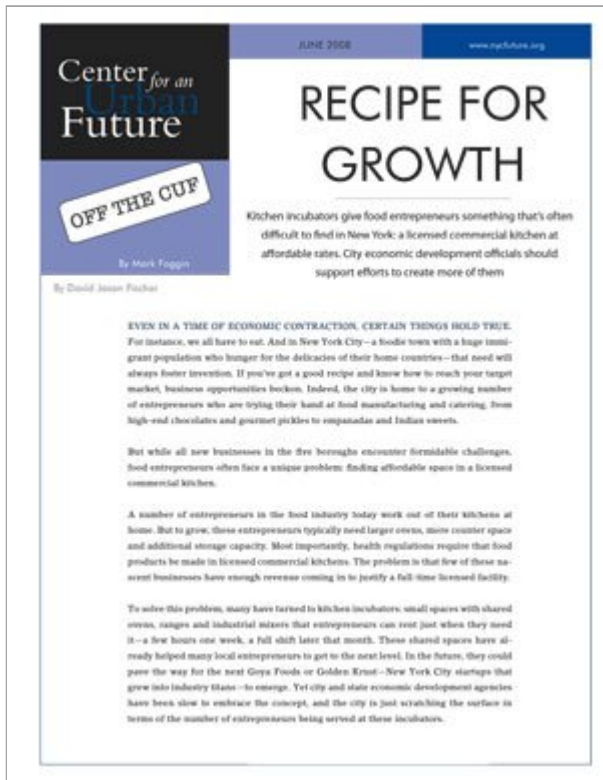 JUNE 2008
www.nycfuture.org
Center for an
Urban
Future
RECIPE FOR
GROWTH
OFF THE CUF
By Mark Foggin
Kitchen incubators give food entrepreneurs something that's often
difficult to find in New York: a licensed commercial kitchen at
affordable rates. City economic development officials should
support efforts to create more of them
By David Jason Fischer
EVEN IN A TIME OF ECONOMIC CONTRACTION, CERTAIN THINGS HOLD TRUE.
For instance, we all have to eat. And in New York City—a foodie town with a huge immi-
grant population who hunger for the delicacies of their home countries—that need will
always foster invention. If you've got a good recipe and know how to reach your target
market, business opportunities beckon. Indeed, the city is home to a growing number
of entrepreneurs who are trying their hand at food manufacturing and catering, from
high-end chocolates and gourmet pickles to empanadas and Indian sweets.
But while all new businesses in the five boroughs encounter formidable challenges,
food entrepreneurs often face a unique problem: finding affordable space in a licensed
commercial kitchen.
A number of entrepreneurs in the food industry today work out of their kitchens at
home. But to grow, these entrepreneurs typically need larger ovens, more counter space
and additional storage capacity. Most importantly, health regulations require that food
products be made in licensed commercial kitchens. The problem is that few of these na-
scent businesses have enough revenue coming in to justify a full-time licensed facility.
To solve this problem, many have turned to kitchen incubators: small spaces with shared
ovens, ranges and industrial mixers that entrepreneurs can rent just when they need
it—a few hours one week, a full shift later that month. These shared spaces have al-
ready helped many local entrepreneurs to get to the next level. In the future, they could
pave the way for the next Goya Foods or Golden Krust—New York City startups that
grew into industry titans—to emerge. Yet city and state economic development agencies
have been slow to embrace the concept, and the city is just scratching the surface in
terms of the number of entrepreneurs being served at these incubators.